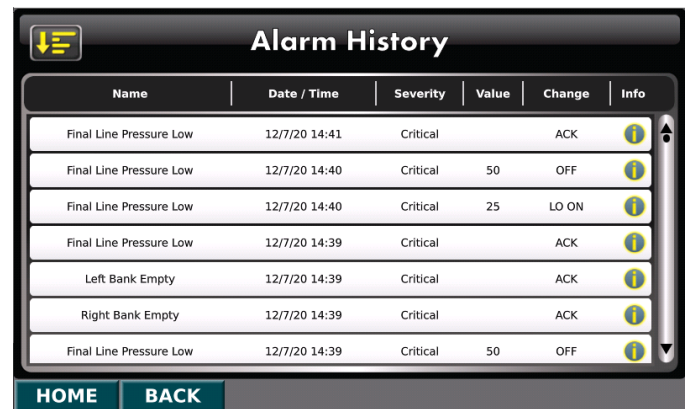 Alarm History
Name Date / Time Severity Value Change Info
Final Line Pressure Low 12/7/20 14:41 Critical ACK i
Final Line Pressure Low 12/7/20 14:40 Critical 50 OFF i
Final Line Pressure Low 12/7/20 14:40 Critical 25 LO ON i
Final Line Pressure Low 12/7/20 14:39 Critical ACK i
Left Bank Empty 12/7/20 14:39 Critical ACK i
Right Bank Empty 12/7/20 14:39 Critical ACK i
Final Line Pressure Low 12/7/20 14:39 Critical 50 OFF i
HOME BACK